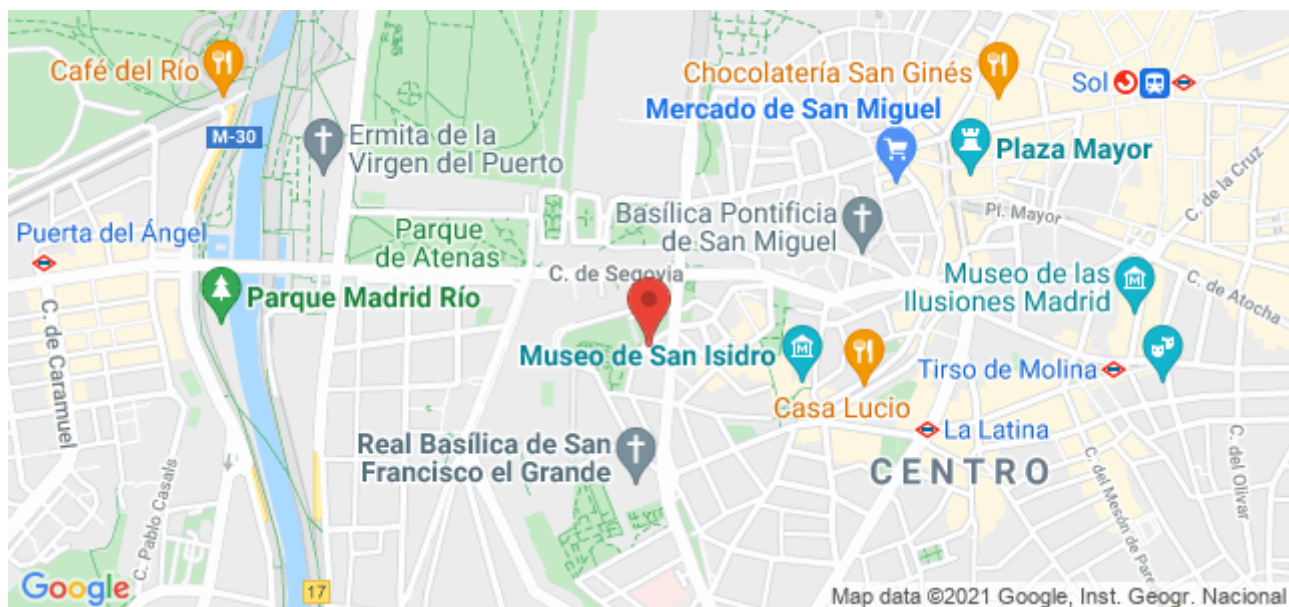 Café del Río
Chocolatería San Ginés
Sol
Mercado de San Miguel
M-30
Ermita de la
Virgen del Puerto
Plaza Mayor
C. de la Cruz
Puerta del Ángel
Parque
de Atenas
Basílica Pontificia
de San Miguel
Pl. Mayor
C. de Segovia
Museo de las
Ilusiones Madrid
C. de Atocha
Parque Madrid Río
C. de Caramuel
Museo de San Isidro
M
M
Tirso de Molina
Casa Lucio
La Latina
Real Basílica de San
Francisco el Grande
CENTRO
C. Pablo Casals
C. del Olivar
C. del Mesón de Pare
17
Google
Map data ©2021 Google, Inst. Geogr. Nacional